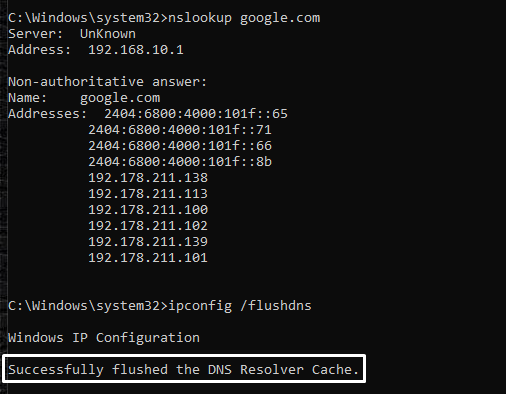 C:\Windows\system32>nslookup google.com
Server:  UnKnown
Address:  192.168.10.1
Non-authoritative answer:
Name:    google.com
Addresses:  2404:6800:4000:101f::65
2404:6800:4000:101f::71
2404:6800:4000:101f::66
2404:6800:4000:101f::8b
192.178.211.138
192.178.211.113
192.178.211.100
192.178.211.102
192.178.211.139
192.178.211.101
C:\Windows\system32>ipconfig /flushdns
Windows IP Configuration
Successfully flushed the DNS Resolver Cache.